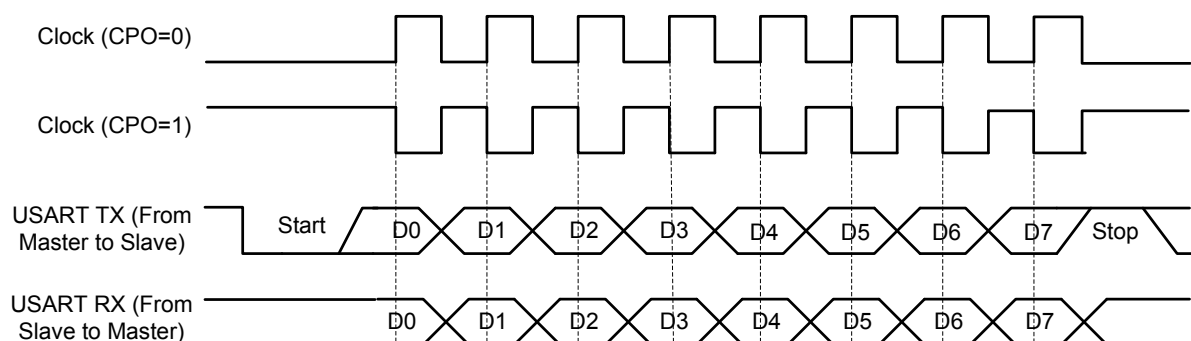 Clock (CPO=0)
Clock (CPO=1)
USART TX (From
Master to Slave)
Start
D0
D1
D2
D3
D4
D5
D6
D7
Stop
USART RX (From
Slave to Master)
D0
D1
D2
D3
D4
D5
D6
D7